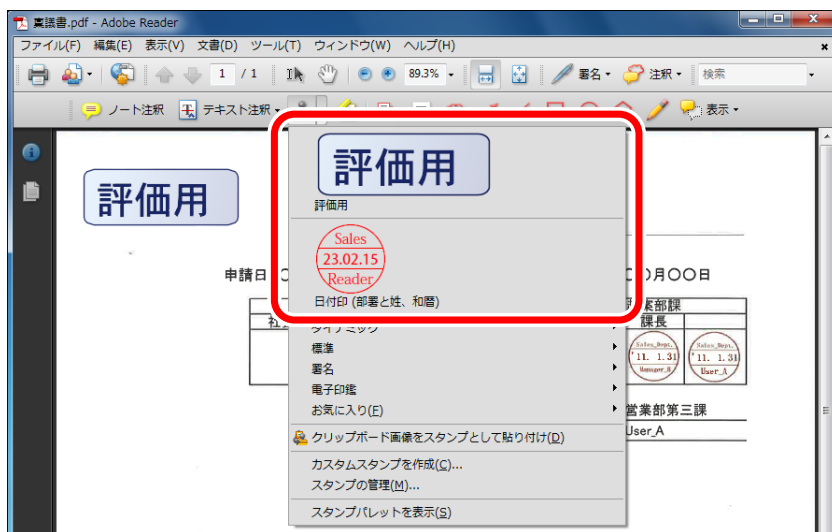 稟議書.pdf - Adobe Reader
ファイル(F) 編集(E) 表示(V) 文書(D) ツール(T) ウィンドウ(W) ヘルプ(H)
1 / 1 89.3% 署名 注釈 検索
ノート注釈 テキスト注釈 表示
評価用
評価用
評価用
Sales
23.02.15
Reader
日付印 (部署と姓、和暦)
申請日
月〇〇日
業部課
課長
Sales_Dept.
'11. 1.31
Manager_B
Sales_Dept.
'11. 1.31
User_A
ダイナミック
標準
署名
電子印鑑
お気に入り(F)
営業部第三課
User_A
クリップボード画像をスタンプとして貼り付け(D)
カスタムスタンプを作成(C)...
スタンプの管理(M)...
スタンプパレットを表示(S)